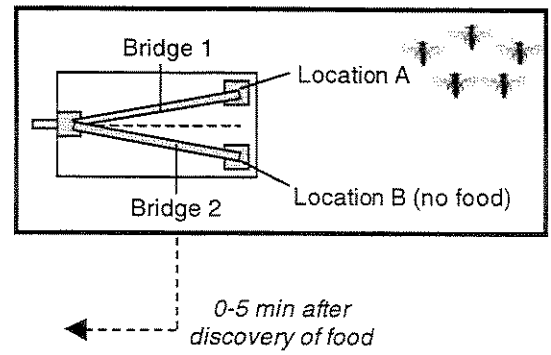 Bridge 1
Location A
Bridge 2
Location B (no food)
0-5 min after
discovery of food